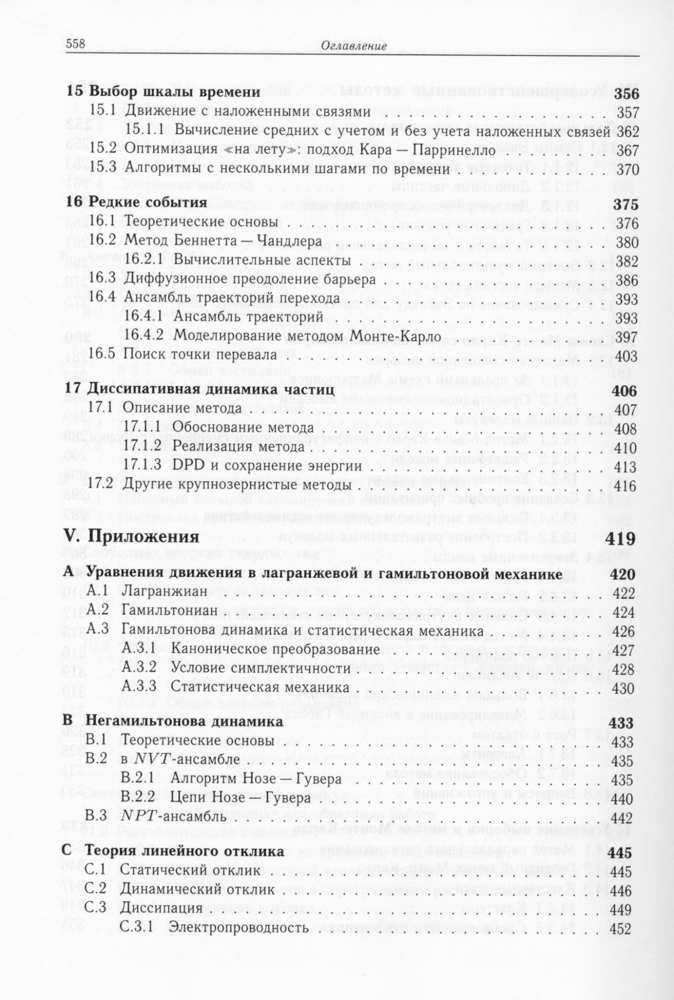 558 Оглавление
15 Выбор шкалы времени 356
15.1 Движение с наложенными связями 357
15.1.1 Вычисление средних с учетом и без учета наложенных связей 362
15.2 Оптимизация «на лету»: подход Кара — Парринелло 367
15.3 Алгоритмы с несколькими шагами по времени 370
16 Редкие события 375
16.1 Теоретические основы 376
16.2 Метод Беннетта — Чандлера 380
16.2.1 Вычислительные аспекты 382
16.3 Диффузионное преодоление барьера 386
16.4 Ансамбль траекторий перехода 393
16.4.1 Ансамбль траекторий 393
16.4.2 Моделирование методом Монте-Карло 397
16.5 Поиск точки перевала 403
17 Диссипативная динамика частиц 406
17.1 Описание метода 407
17.1.1 Обоснование метода 408
17.1.2 Реализация метода 410
17.1.3 DPD и сохранение энергии 413
17.2 Другие крупнозернистые методы 416
V. Приложения 419
A Уравнения движения в лагранжевой и гамильтоновой механике 420
A.1 Лагранжиан 422
A.2 Гамильтониан 424
A.3 Гамильтонова динамика и статистическая механика 426
A.3.1 Каноническое преобразование 427
A.3.2 Условие симплектичности 428
A.3.3 Статистическая механика 430
B Негамильтонова динамика 433
B.1 Теоретические основы 433
B.2 В NVT-ансамбле 435
B.2.1 Алгоритм Нозе — Гувера 435
B.2.2 Цепи Нозе — Гувера 440
B.3 NPT-ансамбль 442
C Теория линейного отклика 445
C.1 Статический отклик 445
C.2 Динамический отклик 446
C.3 Диссипация 449
C.3.1 Электропроводность 452